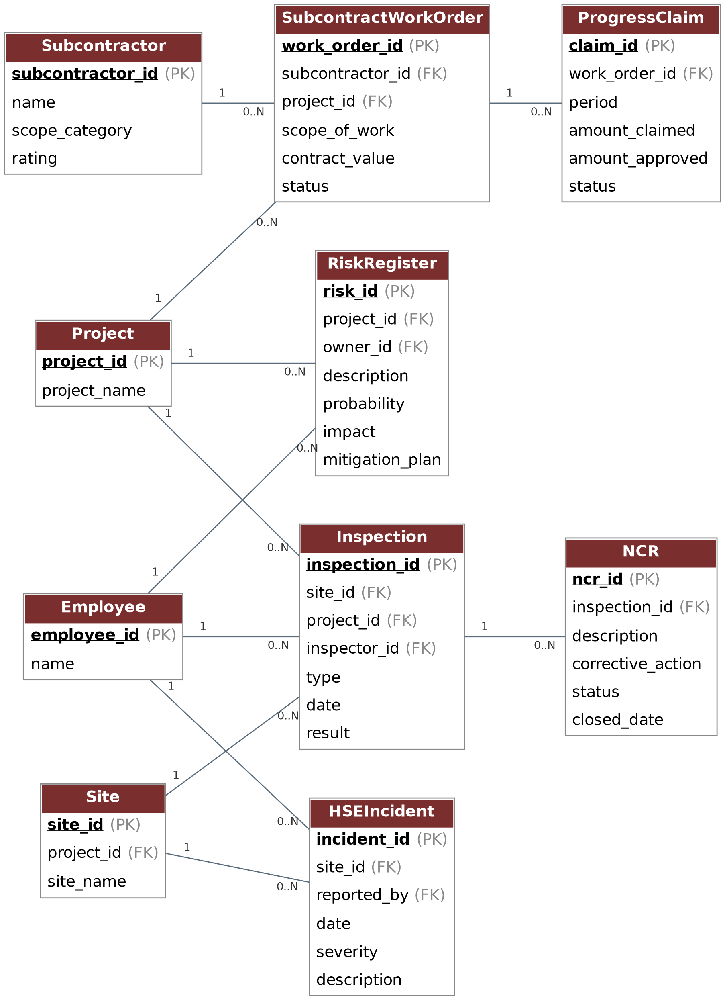 Subcontractor
subcontractor_id (PK)
name
scope_category
rating
1
0..N
SubcontractWorkOrder
work_order_id (PK)
subcontractor_id (FK)
project_id (FK)
scope_of_work
contract_value
status
1
0..N
ProgressClaim
claim_id (PK)
work_order_id (FK)
period
amount_claimed
amount_approved
status
0..N
1
Project
project_id (PK)
project_name
1
0..N
1
RiskRegister
risk_id (PK)
project_id (FK)
owner_id (FK)
description
probability
impact
mitigation_plan
0..N
0..N
1
Employee
employee_id (PK)
name
1
0..N
1
Inspection
inspection_id (PK)
site_id (FK)
project_id (FK)
inspector_id (FK)
type
date
result
1
0..N
NCR
ncr_id (PK)
inspection_id (FK)
description
corrective_action
status
closed_date
0..N
1
Site
site_id (PK)
project_id (FK)
site_name
0..N
1
0..N
HSEIncident
incident_id (PK)
site_id (FK)
reported_by (FK)
date
severity
description